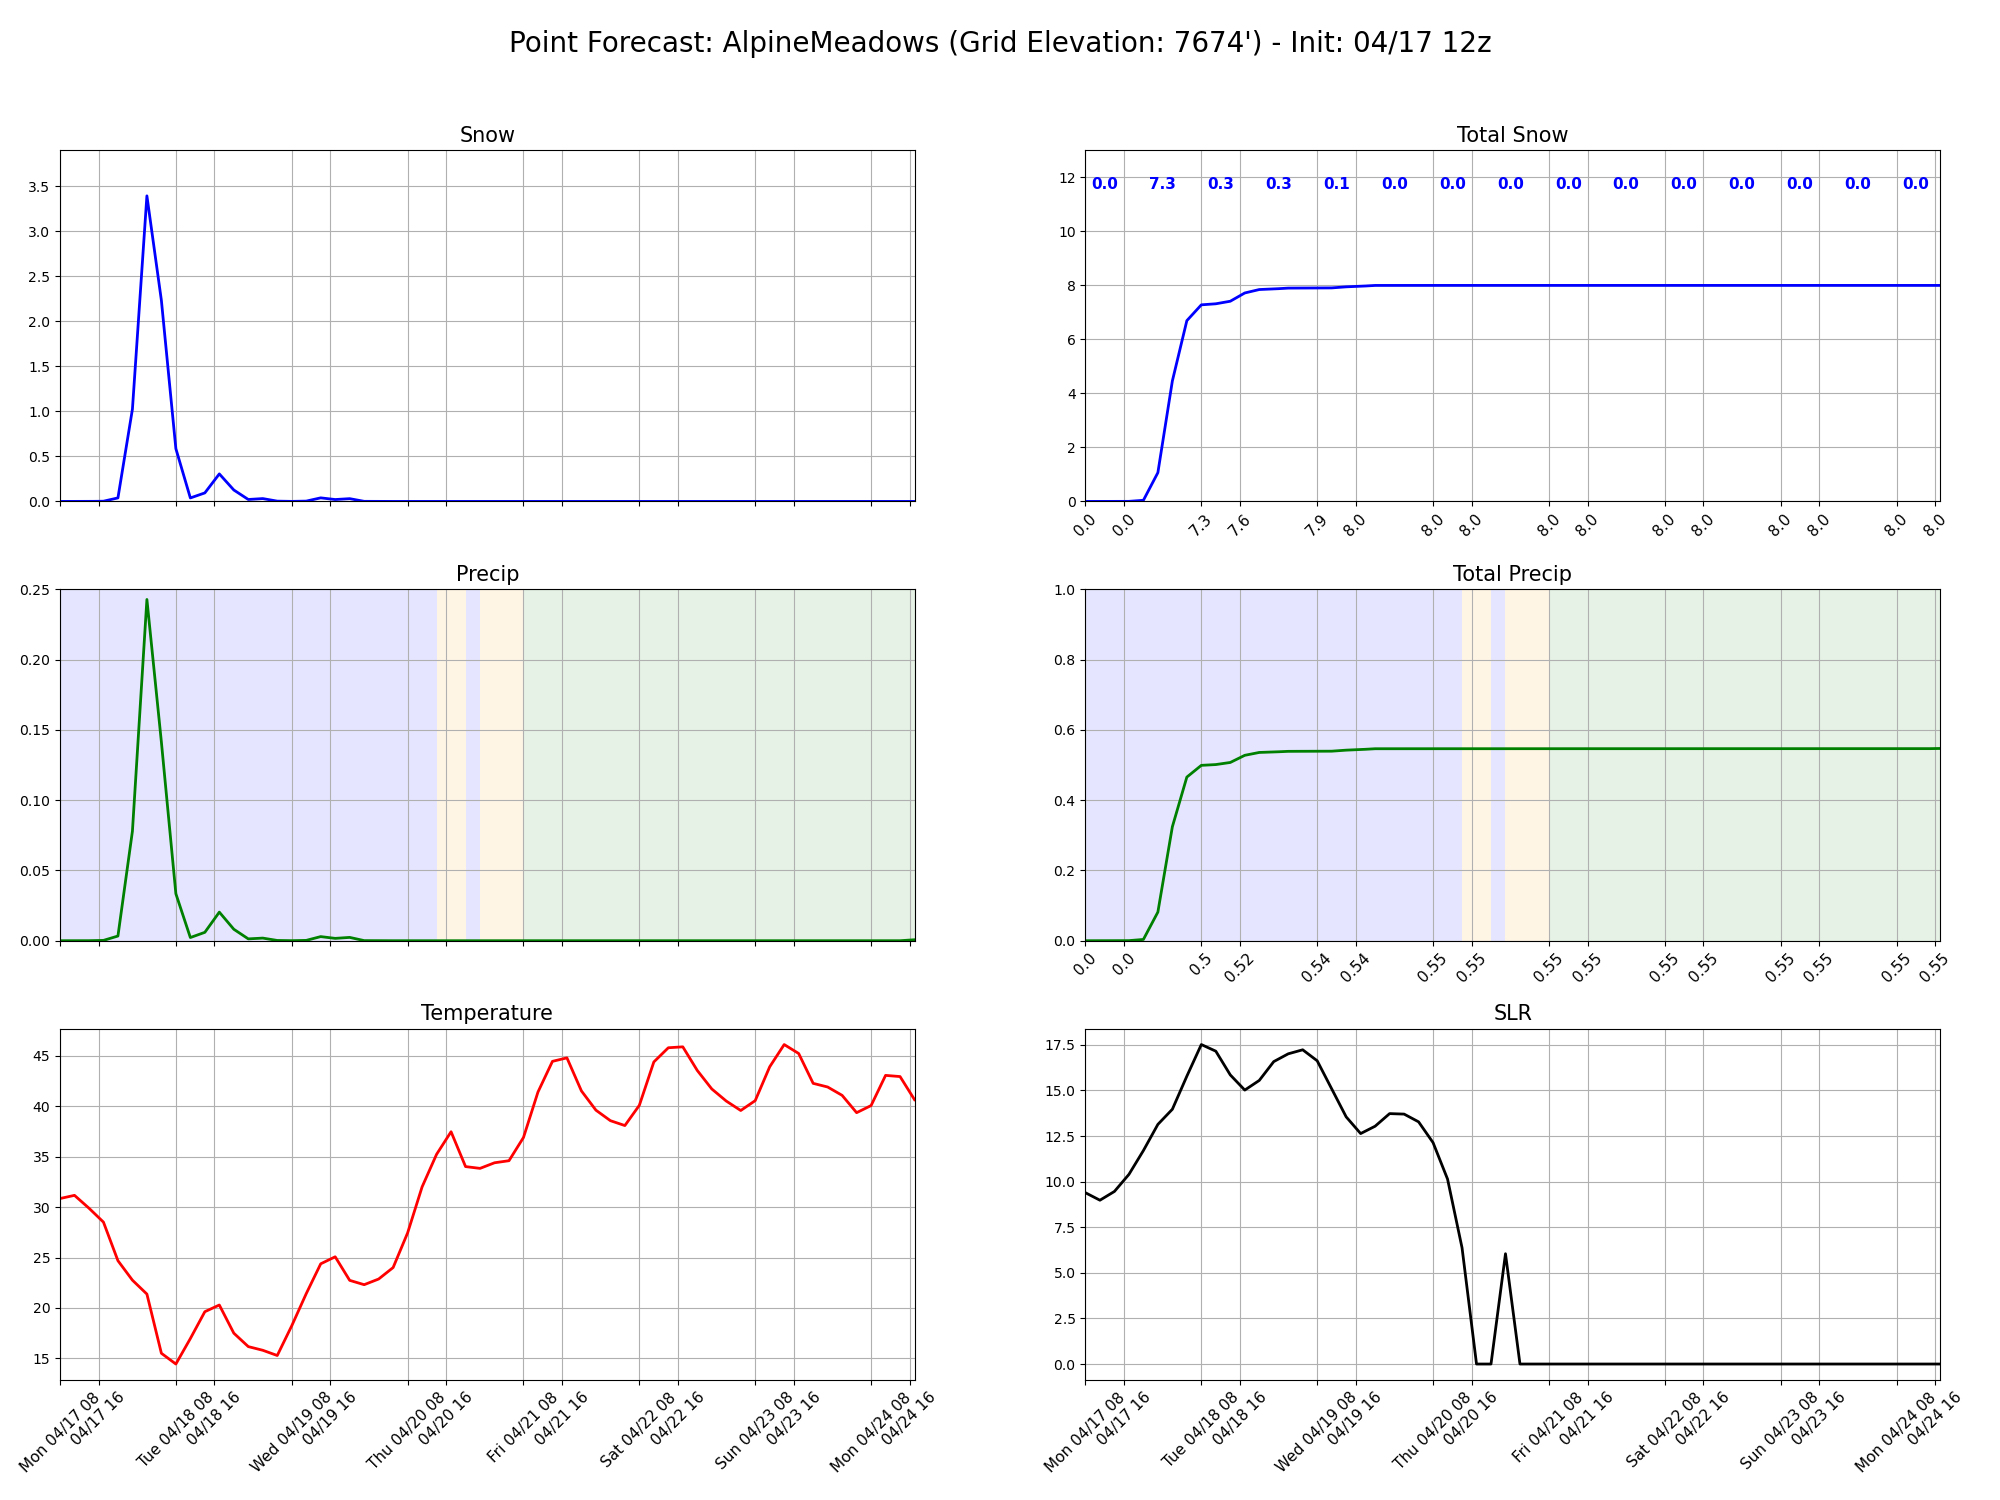 Point Forecast: AlpineMeadows (Grid Elevation: 7674') - Init: 04/17 12z
Snow
3.5
3.0
2.5
2.0
1.5
1.0
0.5
0.0
Total Snow
0.0 7.3 0.3 0.3 0.1 0.0 0.0 0.0 0.0 0.0 0.0 0.0 0.0 0.0 0.0
12
10
8
6
4
2
0
0.0 0.0 7.3 7.6 7.9 8.0 8.0 8.0 8.0 8.0 8.0 8.0 8.0 8.0 8.0 8.0
Precip
0.25
0.20
0.15
0.10
0.05
0.00
Total Precip
1.0
0.8
0.6
0.4
0.2
0.0
0.0 0.0 0.5 0.52 0.54 0.54 0.55 0.55 0.55 0.55 0.55 0.55 0.55 0.55 0.55 0.55
Temperature
45
40
35
30
25
20
15
Mon 04/17 08
04/17 16
Tue 04/18 08
04/18 16
Wed 04/19 08
04/19 16
Thu 04/20 08
04/20 16
Fri 04/21 08
04/21 16
Sat 04/22 08
04/22 16
Sun 04/23 08
04/23 16
Mon 04/24 08
04/24 16
SLR
17.5
15.0
12.5
10.0
7.5
5.0
2.5
0.0
Mon 04/17 08
04/17 16
Tue 04/18 08
04/18 16
Wed 04/19 08
04/19 16
Thu 04/20 08
04/20 16
Fri 04/21 08
04/21 16
Sat 04/22 08
04/22 16
Sun 04/23 08
04/23 16
Mon 04/24 08
04/24 16